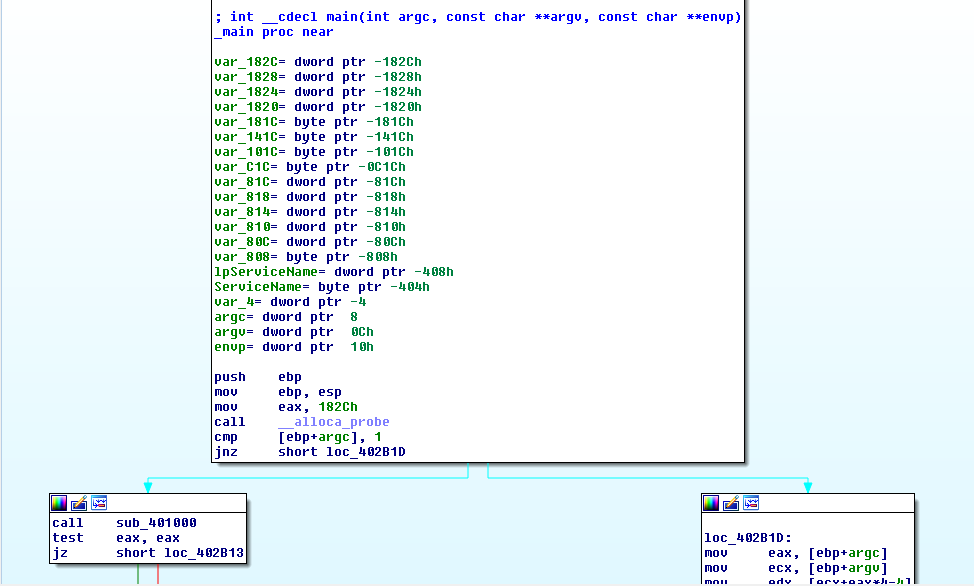 ; int __cdecl main(int argc, const char **argv, const char **envp)
_main proc near
var_182C= dword ptr -182Ch
var_1828= dword ptr -1828h
var_1824= dword ptr -1824h
var_1820= dword ptr -1820h
var_181C= byte ptr -181Ch
var_141C= byte ptr -141Ch
var_101C= byte ptr -101Ch
var_C1C= byte ptr -0C1Ch
var_81C= dword ptr -81Ch
var_818= dword ptr -818h
var_814= dword ptr -814h
var_810= dword ptr -810h
var_80C= dword ptr -80Ch
var_808= byte ptr -808h
lpServiceName= dword ptr -408h
ServiceName= byte ptr -404h
var_4= dword ptr -4
argc= dword ptr 8
argv= dword ptr 0Ch
envp= dword ptr 10h
push ebp
mov ebp, esp
mov eax, 182Ch
call __alloca_probe
cmp [ebp+argc], 1
jnz short loc_402B1D
call sub_401000
test eax, eax
jz short loc_402B13
loc_402B1D:
mov eax, [ebp+argc]
mov ecx, [ebp+argv]
mov edx, [ecx+eax*4-4]